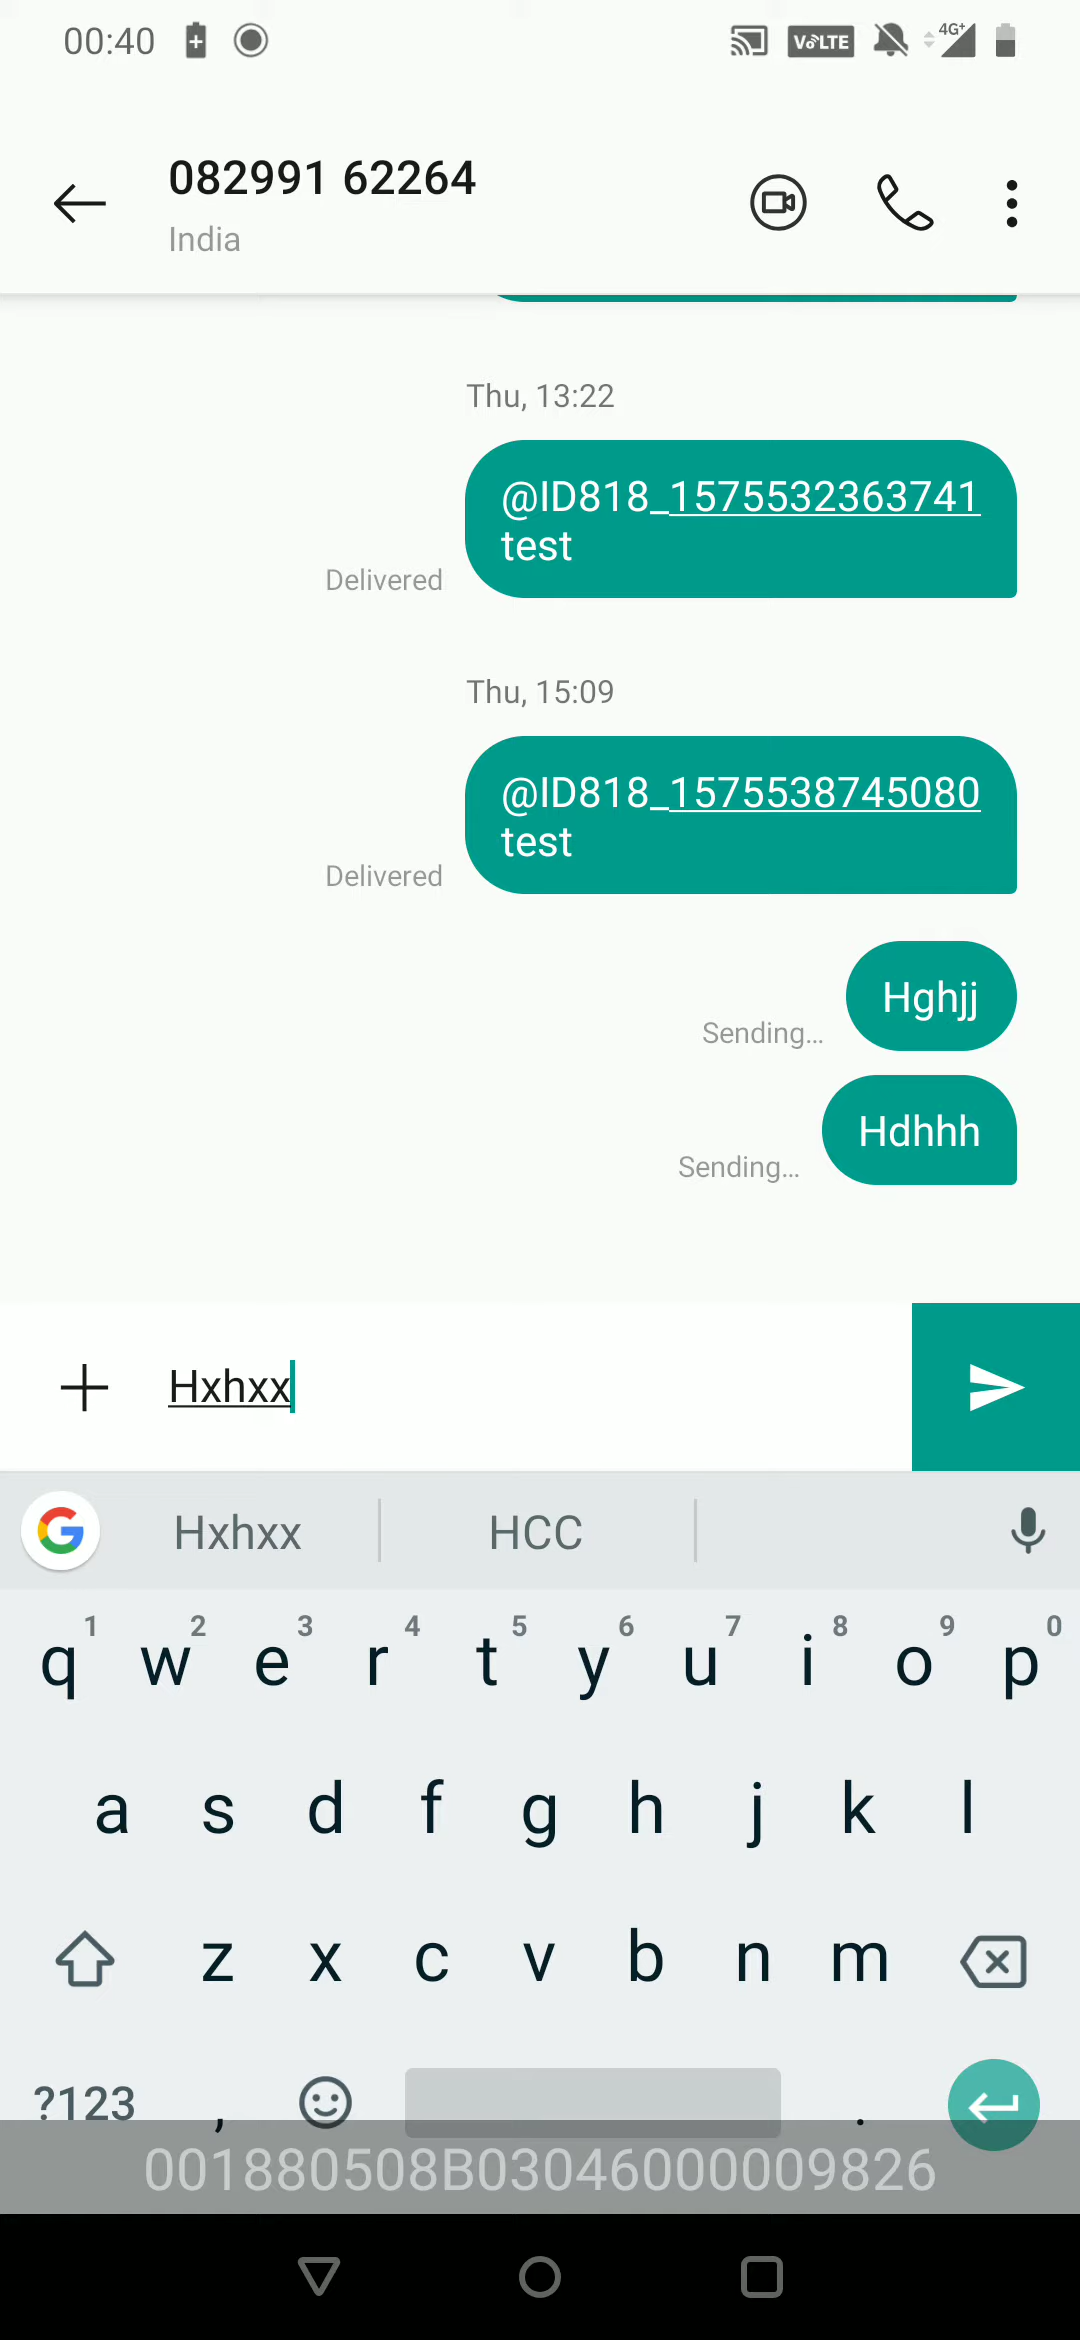 00:40
VoLTE 4G+
082991 62264
India
Thu, 13:22
@ID818_1575532363741
test
Delivered
Thu, 15:09
@ID818_1575538745080
test
Delivered
Hghjj
Sending...
Hdhhh
Sending...
Hxhxx
Hxhxx HCC
1 2 3 4 5 6 7 8 9 0
q w e r t y u i o p
a s d f g h j k l
z x c v b n m
?123 , .
001880508B03046000009826